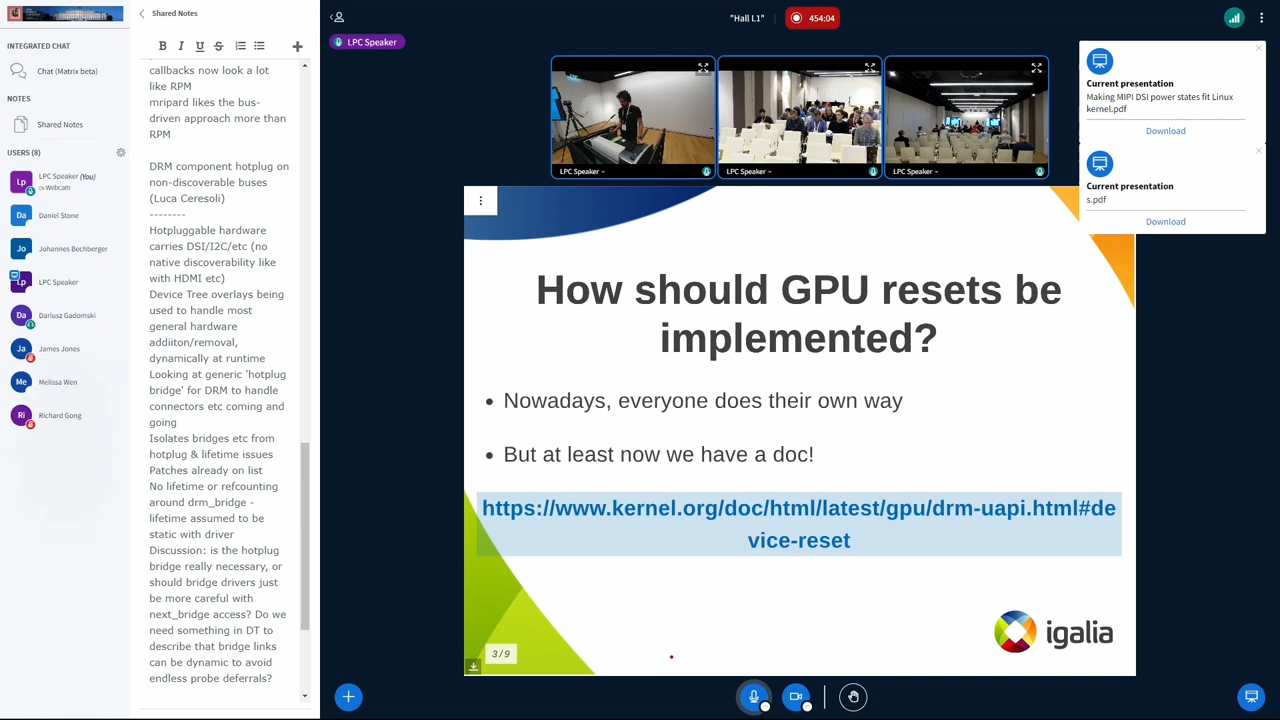 INTEGRATED CHAT
Chat (Matrix beta)
NOTES
Shared Notes
USERS (8)
Lp
LPC Speaker (You)
Webcam
Da
Daniel Stone
Jo
Johannes Bechberger
Lp
LPC Speaker
Da
Dariusz Gadomski
Ja
James Jones
Me
Melissa Wen
Ri
Richard Gong
Shared Notes
B I U S
callbacks now look a lot
like RPM
mripard likes the bus-
driven approach more than
RPM
DRM component hotplug on
non-discoverable buses
(Luca Ceresoli)
--------
Hotpluggable hardware
carries DSI/I2C/etc (no
native discoverability like
with HDMI etc)
Device Tree overlays being
used to handle most
general hardware
addiiton/removal,
dynamically at runtime
Looking at generic 'hotplug
bridge' for DRM to handle
connectors etc coming and
going
Isolates bridges etc from
hotplug & lifetime issues
Patches already on list
No lifetime or refcounting
around drm_bridge -
lifetime assumed to be
static with driver
Discussion: is the hotplug
bridge really necessary, or
should bridge drivers just
be more careful with
next_bridge access? Do we
need something in DT to
describe that bridge links
can be dynamic to avoid
endless probe deferrals?
"Hall L1"
454:04
LPC Speaker
LPC Speaker
LPC Speaker
LPC Speaker
Current presentation
Making MIPI DSI power states fit Linux
kernel.pdf
Download
Current presentation
s.pdf
Download
How should GPU resets be
implemented?
• Nowadays, everyone does their own way
• But at least now we have a doc!
https://www.kernel.org/doc/html/latest/gpu/drm-uapi.html#de
vice-reset
igalia
3/9